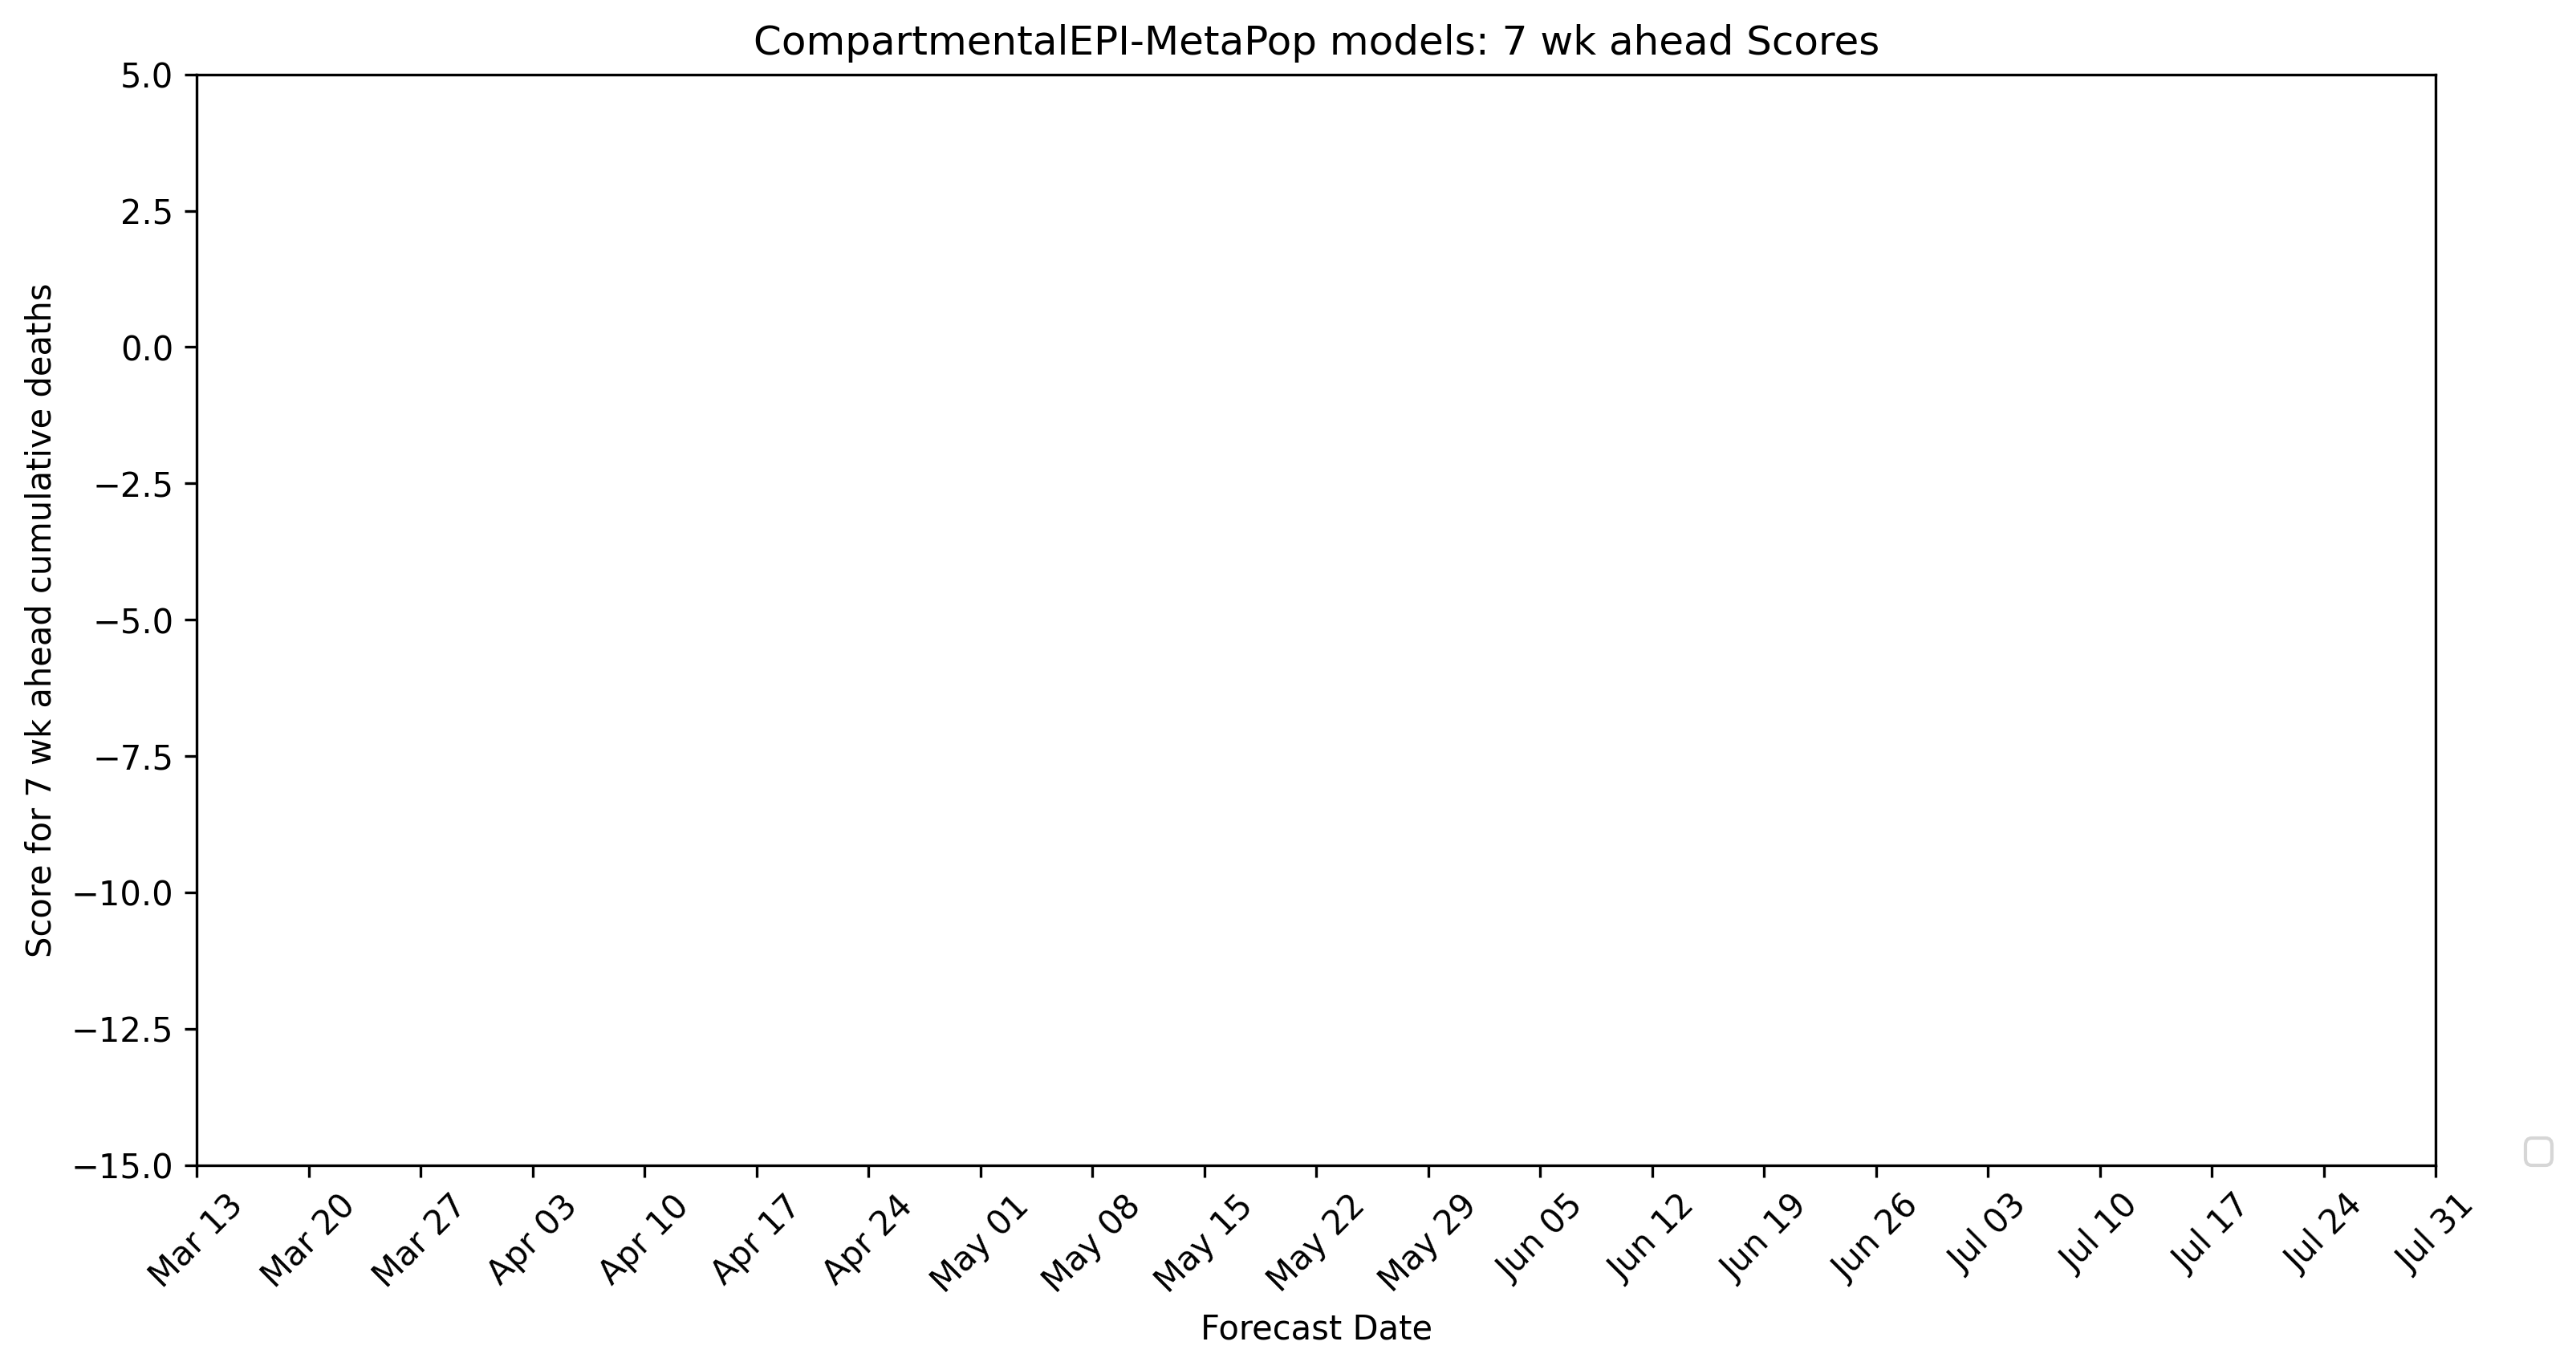 CompartmentalEPI-MetaPop models: 7 wk ahead Scores
Score for 7 wk ahead cumulative deaths
5.0
2.5
0.0
−2.5
−5.0
−7.5
−10.0
−12.5
−15.0
Mar 13
Mar 20
Mar 27
Apr 03
Apr 10
Apr 17
Apr 24
May 01
May 08
May 15
May 22
May 29
Jun 05
Jun 12
Jun 19
Jun 26
Jul 03
Jul 10
Jul 17
Jul 24
Jul 31
Forecast Date